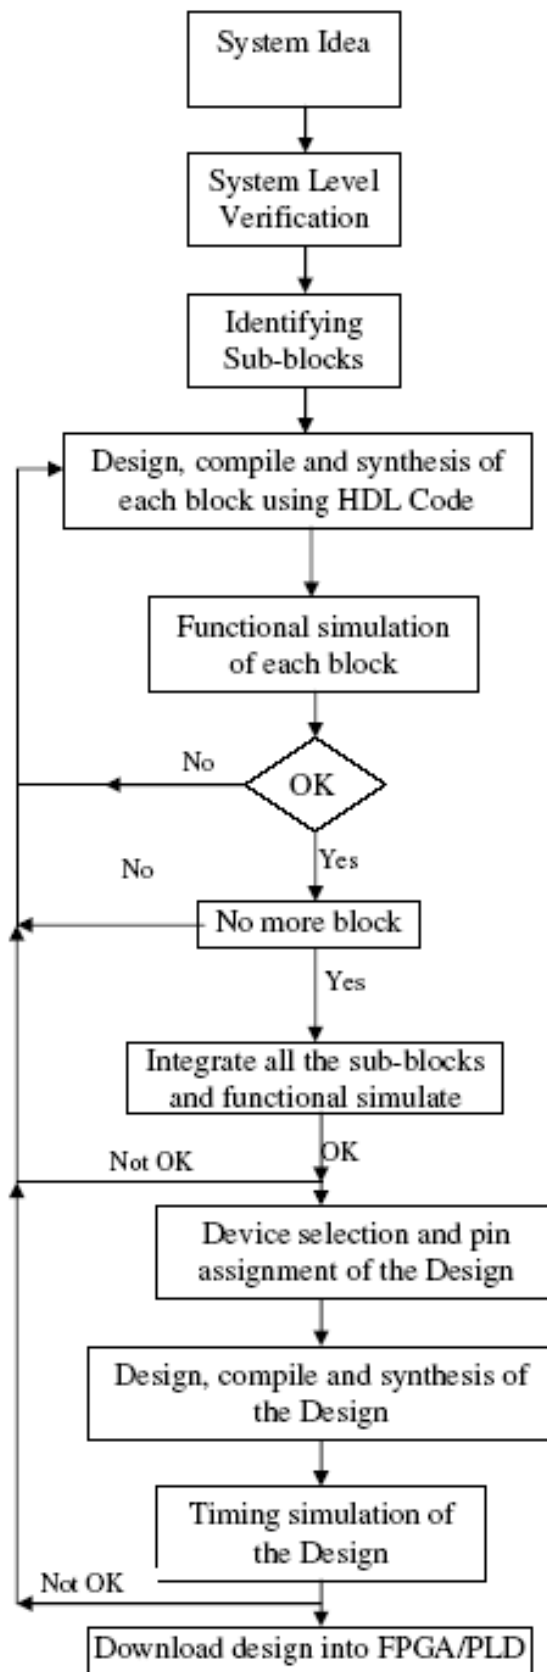 System Idea
System Level
Verification
Identifying
Sub-blocks
Design, compile and synthesis of
each block using HDL Code
Functional simulation
of each block
No
OK
Yes
No
No more block
Yes
Integrate all the sub-blocks
and functional simulate
OK
Not OK
Device selection and pin
assignment of the Design
Design, compile and synthesis of
the Design
Timing simulation of
the Design
Not OK
Download design into FPGA/PLD